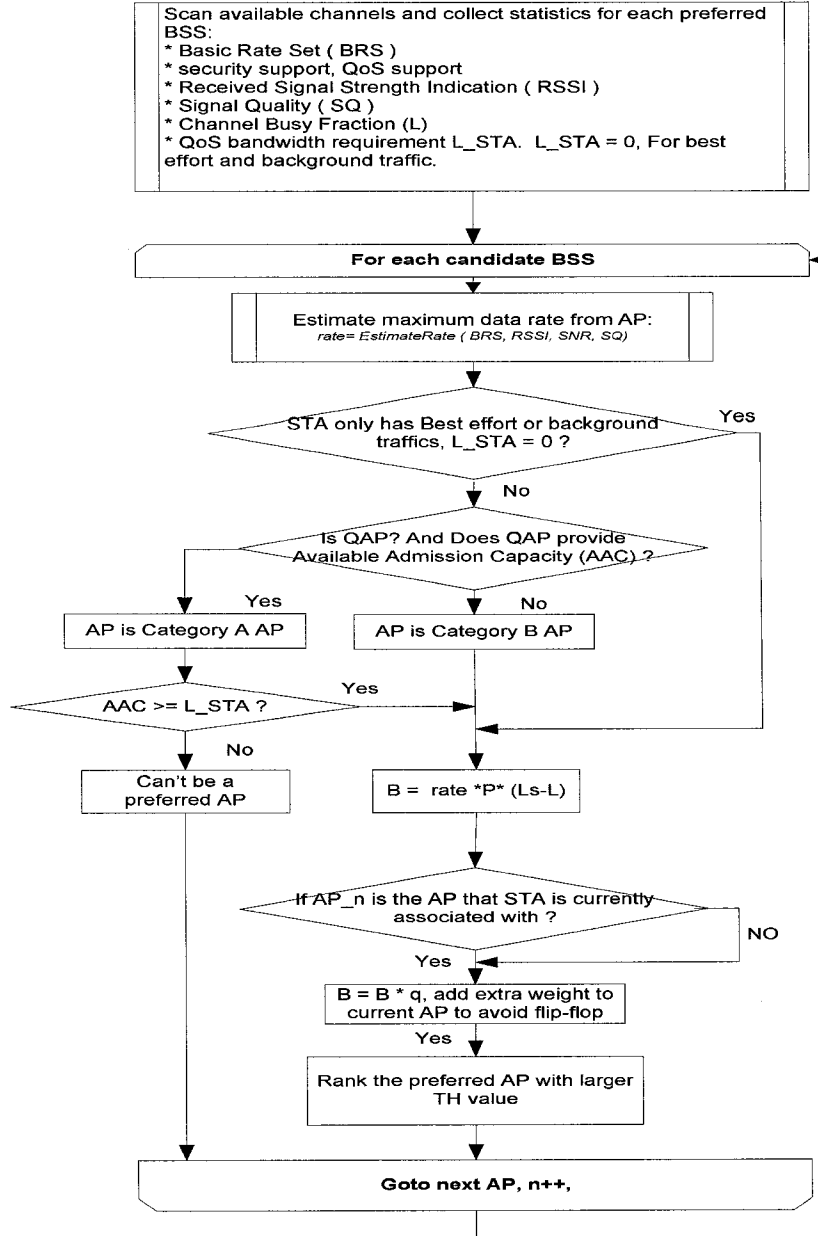 Scan available channels and collect statistics for each preferred
BSS:
* Basic Rate Set ( BRS )
* security support, QoS support
* Received Signal Strength Indication ( RSSI )
* Signal Quality ( SQ )
* Channel Busy Fraction (L)
* QoS bandwidth requirement L_STA. L_STA = 0, For best
effort and background traffic.
For each candidate BSS
Estimate maximum data rate from AP:
rate= EstimateRate ( BRS, RSSI, SNR, SQ)
STA only has Best effort or background
traffics, L_STA = 0 ?
Yes
No
Is QAP? And Does QAP provide
Available Admission Capacity (AAC) ?
Yes
No
AP is Category A AP
AP is Category B AP
AAC >= L_STA ?
Yes
No
Can't be a
preferred AP
B = rate *P* (Ls-L)
If AP_n is the AP that STA is currently
associated with ?
NO
Yes
B = B * q, add extra weight to
current AP to avoid flip-flop
Yes
Rank the preferred AP with larger
TH value
Goto next AP, n++,